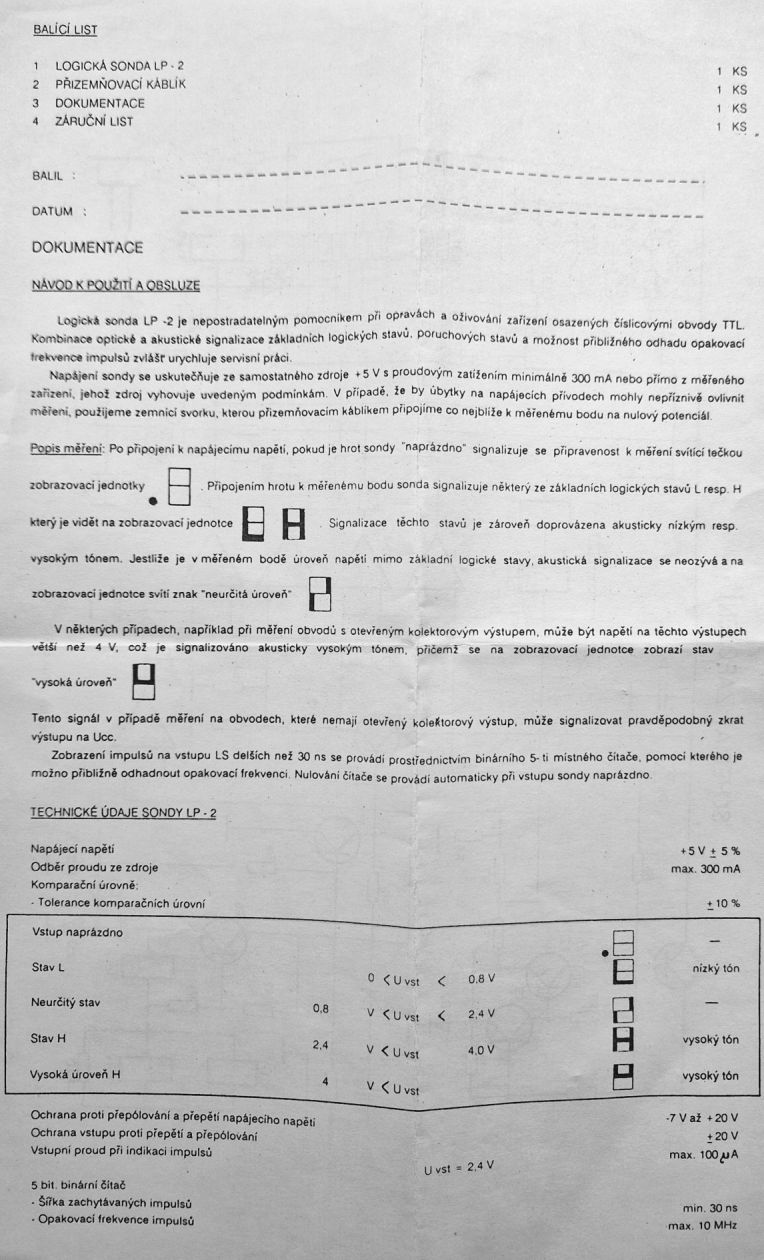 BALÍCÍ LIST
1 LOGICKÁ SONDA LP - 2 1 KS
2 PŘIZEMŇOVACÍ KÁBLÍK 1 KS
3 DOKUMENTACE 1 KS
4 ZÁRUČNÍ LIST 1 KS
BALIL :
DATUM :
DOKUMENTACE
NÁVOD K POUŽITÍ A OBSLUZE
Logická sonda LP -2 je nepostradatelným pomocníkem při opravách a oživování zařízení osazených číslicovými obvody TTL.
Kombinace optické a akustické signalizace základních logických stavů, poruchových stavů a možnost přibližného odhadu opakovací
frekvence impulsů zvlášť urychluje servisní práci.
Napájení sondy se uskutečňuje ze samostatného zdroje +5 V s proudovým zatížením minimálně 300 mA nebo přímo z měřeného
zařízení, jehož zdroj vyhovuje uvedeným podmínkám. V případě, že by úbytky na napájecích přívodech mohly nepříznivě ovlivnit
měření, použijeme zemnící svorku, kterou přizemňovacím káblíkem připojíme co nejblíže k měřenému bodu na nulový potenciál.
Popis měření: Po připojení k napájecímu napětí, pokud je hrot sondy "naprázdno" signalizuje se připravenost k měření svítící tečkou
zobrazovací jednotky . Připojením hrotu k měřenému bodu sonda signalizuje některý ze základních logických stavů L resp. H
který je vidět na zobrazovací jednotce . Signalizace těchto stavů je zároveň doprovázena akusticky nízkým resp.
vysokým tónem. Jestliže je v měřeném bodě úroveň napětí mimo základní logické stavy, akustická signalizace se neozývá a na
zobrazovací jednotce svítí znak "neurčitá úroveň"
V některých případech, například při měření obvodů s otevřeným kolektorovým výstupem, může být napětí na těchto výstupech
větší než 4 V, což je signalizováno akusticky vysokým tónem, přičemž se na zobrazovací jednotce zobrazí stav
"vysoká úroveň"
Tento signál v případě měření na obvodech, které nemají otevřený kolektorový výstup, může signalizovat pravděpodobný zkrat
výstupu na Ucc.
Zobrazení impulsů na vstupu LS delších než 30 ns se provádí prostřednictvím binárního 5- ti místného čítače, pomocí kterého je
možno přibližně odhadnout opakovací frekvenci. Nulování čítače se provádí automaticky při vstupu sondy naprázdno.
TECHNICKÉ ÚDAJE SONDY LP - 2
Napájecí napětí +5 V ± 5 %
Odběr proudu ze zdroje max. 300 mA
Komparační úrovně:
- Tolerance komparačních úrovní ± 10 %
Vstup naprázdno —
Stav L 0 < U vst < 0,8 V nízký tón
Neurčitý stav 0,8 V < U vst < 2,4 V —
Stav H 2,4 V < U vst 4,0 V vysoký tón
Vysoká úroveň H 4 V < U vst vysoký tón
Ochrana proti přepólování a přepětí napájecího napětí -7 V až +20 V
Ochrana vstupu proti přepětí a přepólování ± 20 V
Vstupní proud při indikaci impulsů U vst = 2,4 V max. 100 µA
5 bit. binární čítač
- Šířka zachytávaných impulsů min. 30 ns
- Opakovací frekvence impulsů max. 10 MHz